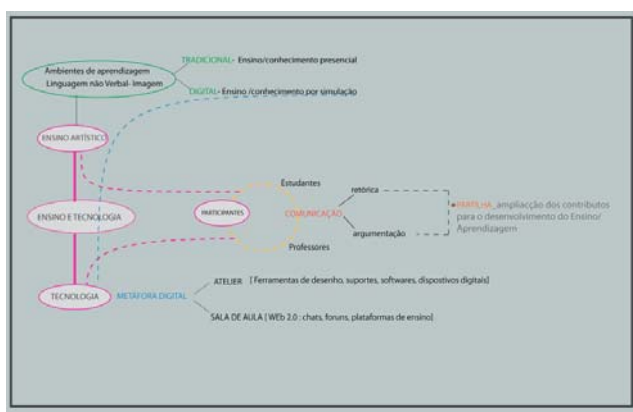 TRADICIONAL- Ensino/conhecimento presencial
Ambientes de aprendizagem
Linguagem não Verbal- Imagem
DIGITAL- Ensino /conhecimento por simulação
ENSINO ARTÍSTICO
Estudantes
retórica
ENSINO E TECNOLOGIA
PARTICIPANTES
COMUNICAÇÃO
PARTILHA_ampliacção dos contributos
para o desenvolvimento do Ensino/
Aprendizagem
argumentação
Professores
ATELIER [ Ferramentas de desenho, suportes, softwares, dispostivos digitais]
TECNOLOGIA
METÁFORA DIGITAL
SALA DE AULA [ WEb 2.0 : chats, foruns, plataformas de ensino]